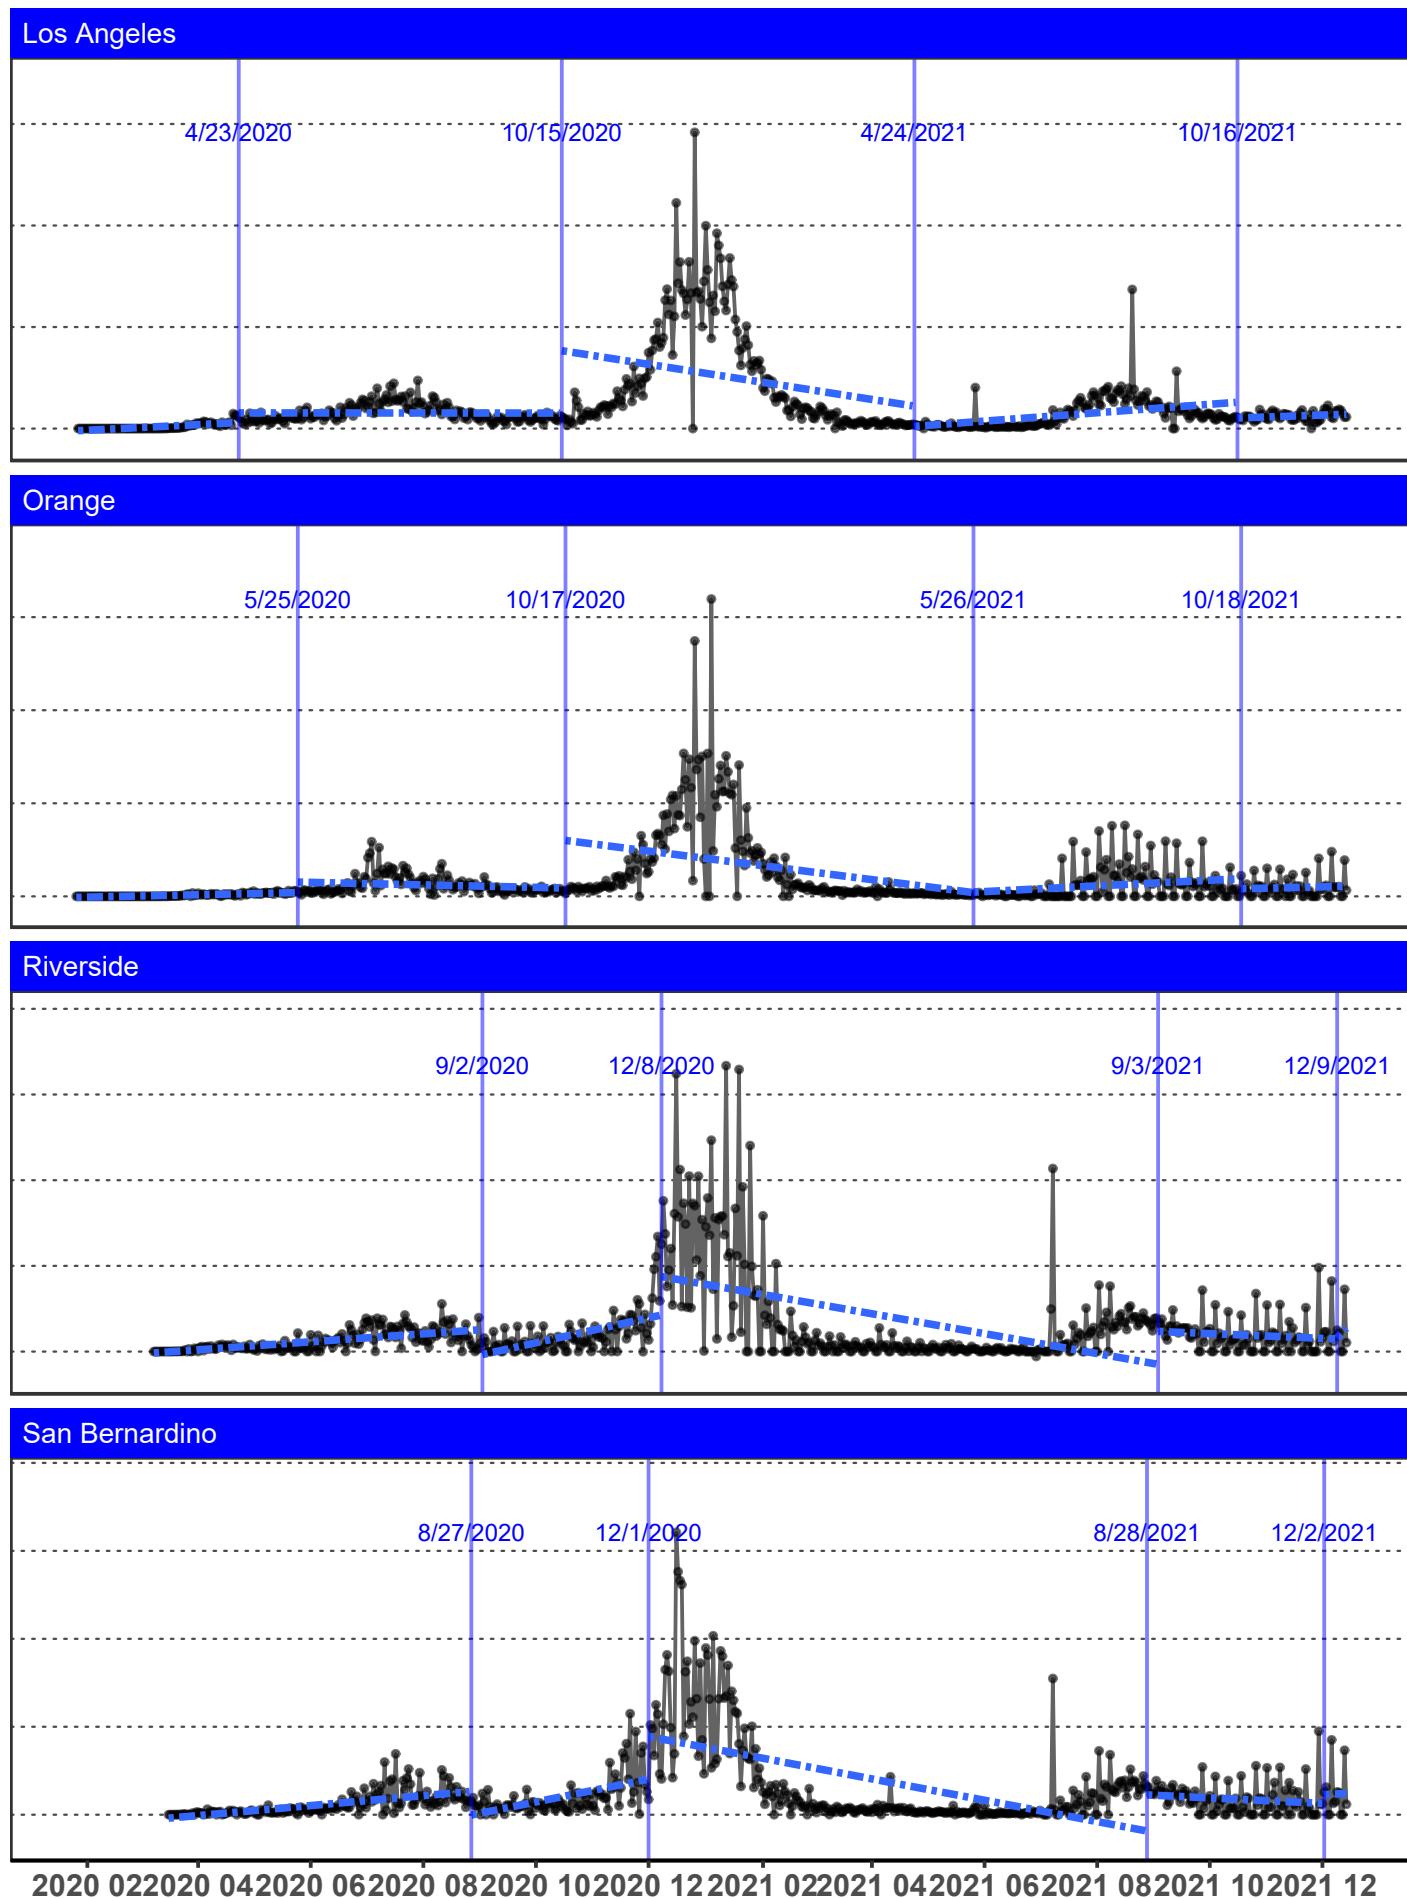 Los Angeles
4/23/2020 10/15/2020 4/24/2021 10/16/2021
Orange
5/25/2020 10/17/2020 5/26/2021 10/18/2021
Riverside
9/2/2020 12/8/2020 9/3/2021 12/9/2021
San Bernardino
8/27/2020 12/1/2020 8/28/2021 12/2/2021
2020 02 2020 04 2020 06 2020 08 2020 10 2020 12 2021 02 2021 04 2021 06 2021 08 2021 10 2021 12